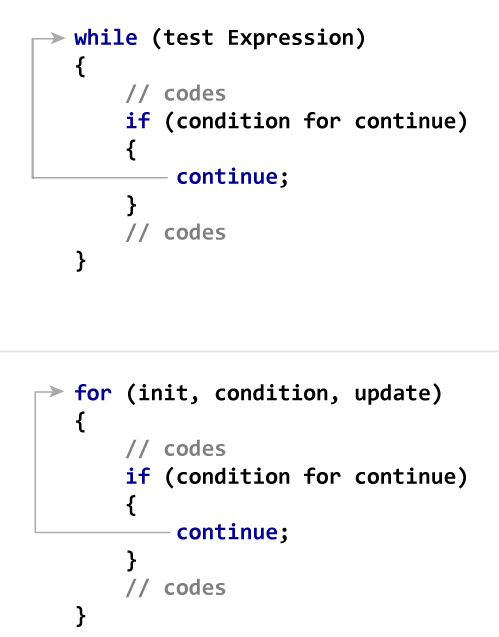 while (test Expression)
{
// codes
if (condition for continue)
{
continue;
}
// codes
}
for (init, condition, update)
{
// codes
if (condition for continue)
{
continue;
}
// codes
}